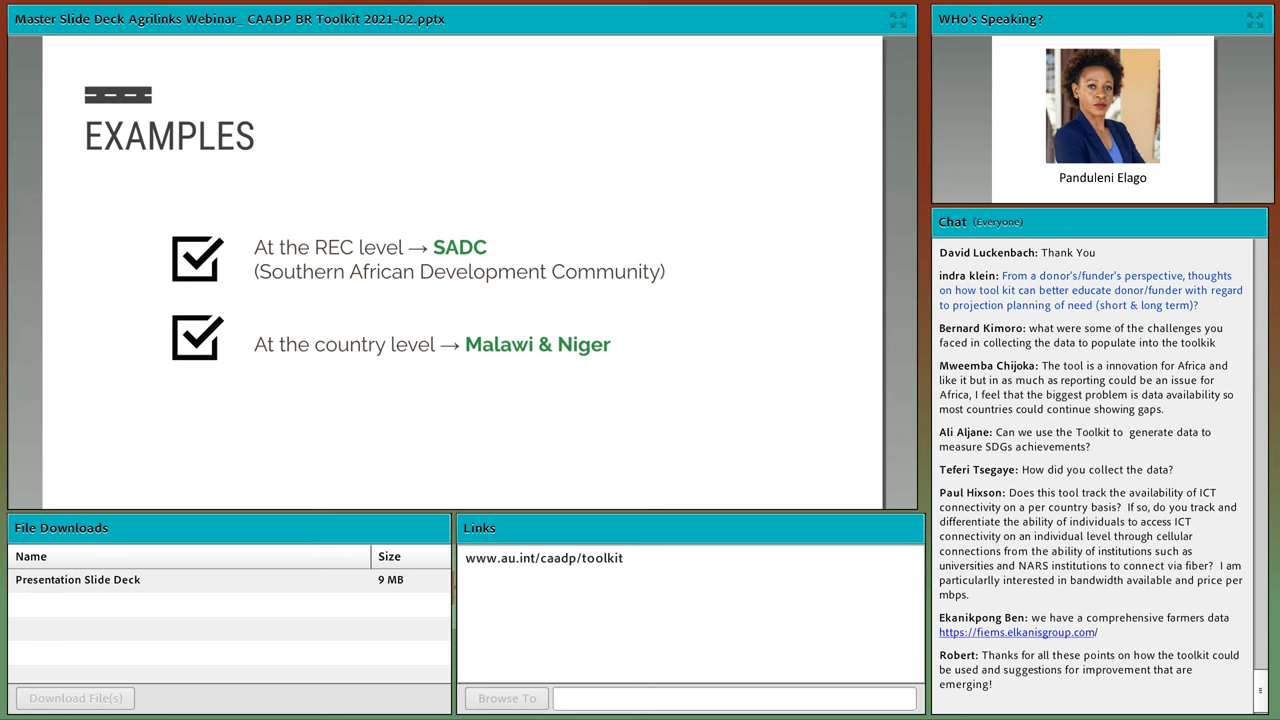 Master Slide Deck Agrilinks Webinar_ CAADP BR Toolkit 2021-02.pptx
EXAMPLES
At the REC level → SADC
(Southern African Development Community)
At the country level → Malawi & Niger
WHo's Speaking?
Panduleni Elago
Chat (Everyone)
David Luckenbach: Thank You
indra klein: From a donor's/funder's perspective, thoughts
on how tool kit can better educate donor/funder with regard
to projection planning of need (short & long term)?
Bernard Kimoro: what were some of the challenges you
faced in collecting the data to populate into the toolkik
Mweemba Chijoka: The tool is a innovation for Africa and
like it but in as much as reporting could be an issue for
Africa, I feel that the biggest problem is data availability so
most countries could continue showing gaps.
Ali Aljane: Can we use the Toolkit to generate data to
measure SDGs achievements?
Teferi Tsegaye: How did you collect the data?
Paul Hixson: Does this tool track the availability of ICT
connectivity on a per country basis? If so, do you track and
differentiate the ability of individuals to access ICT
connectivity on an individual level through cellular
connections from the ability of institutions such as
universities and NARS institutions to connect via fiber? I am
particularlly interested in bandwidth available and price per
mbps.
Ekanikpong Ben: we have a comprehensive farmers data
https://fiems.elkanisgroup.com/
Robert: Thanks for all these points on how the toolkit could
be used and suggestions for improvement that are
emerging!
File Downloads
Name Size
Presentation Slide Deck 9 MB
Download File(s)
Links
www.au.int/caadp/toolkit
Browse To